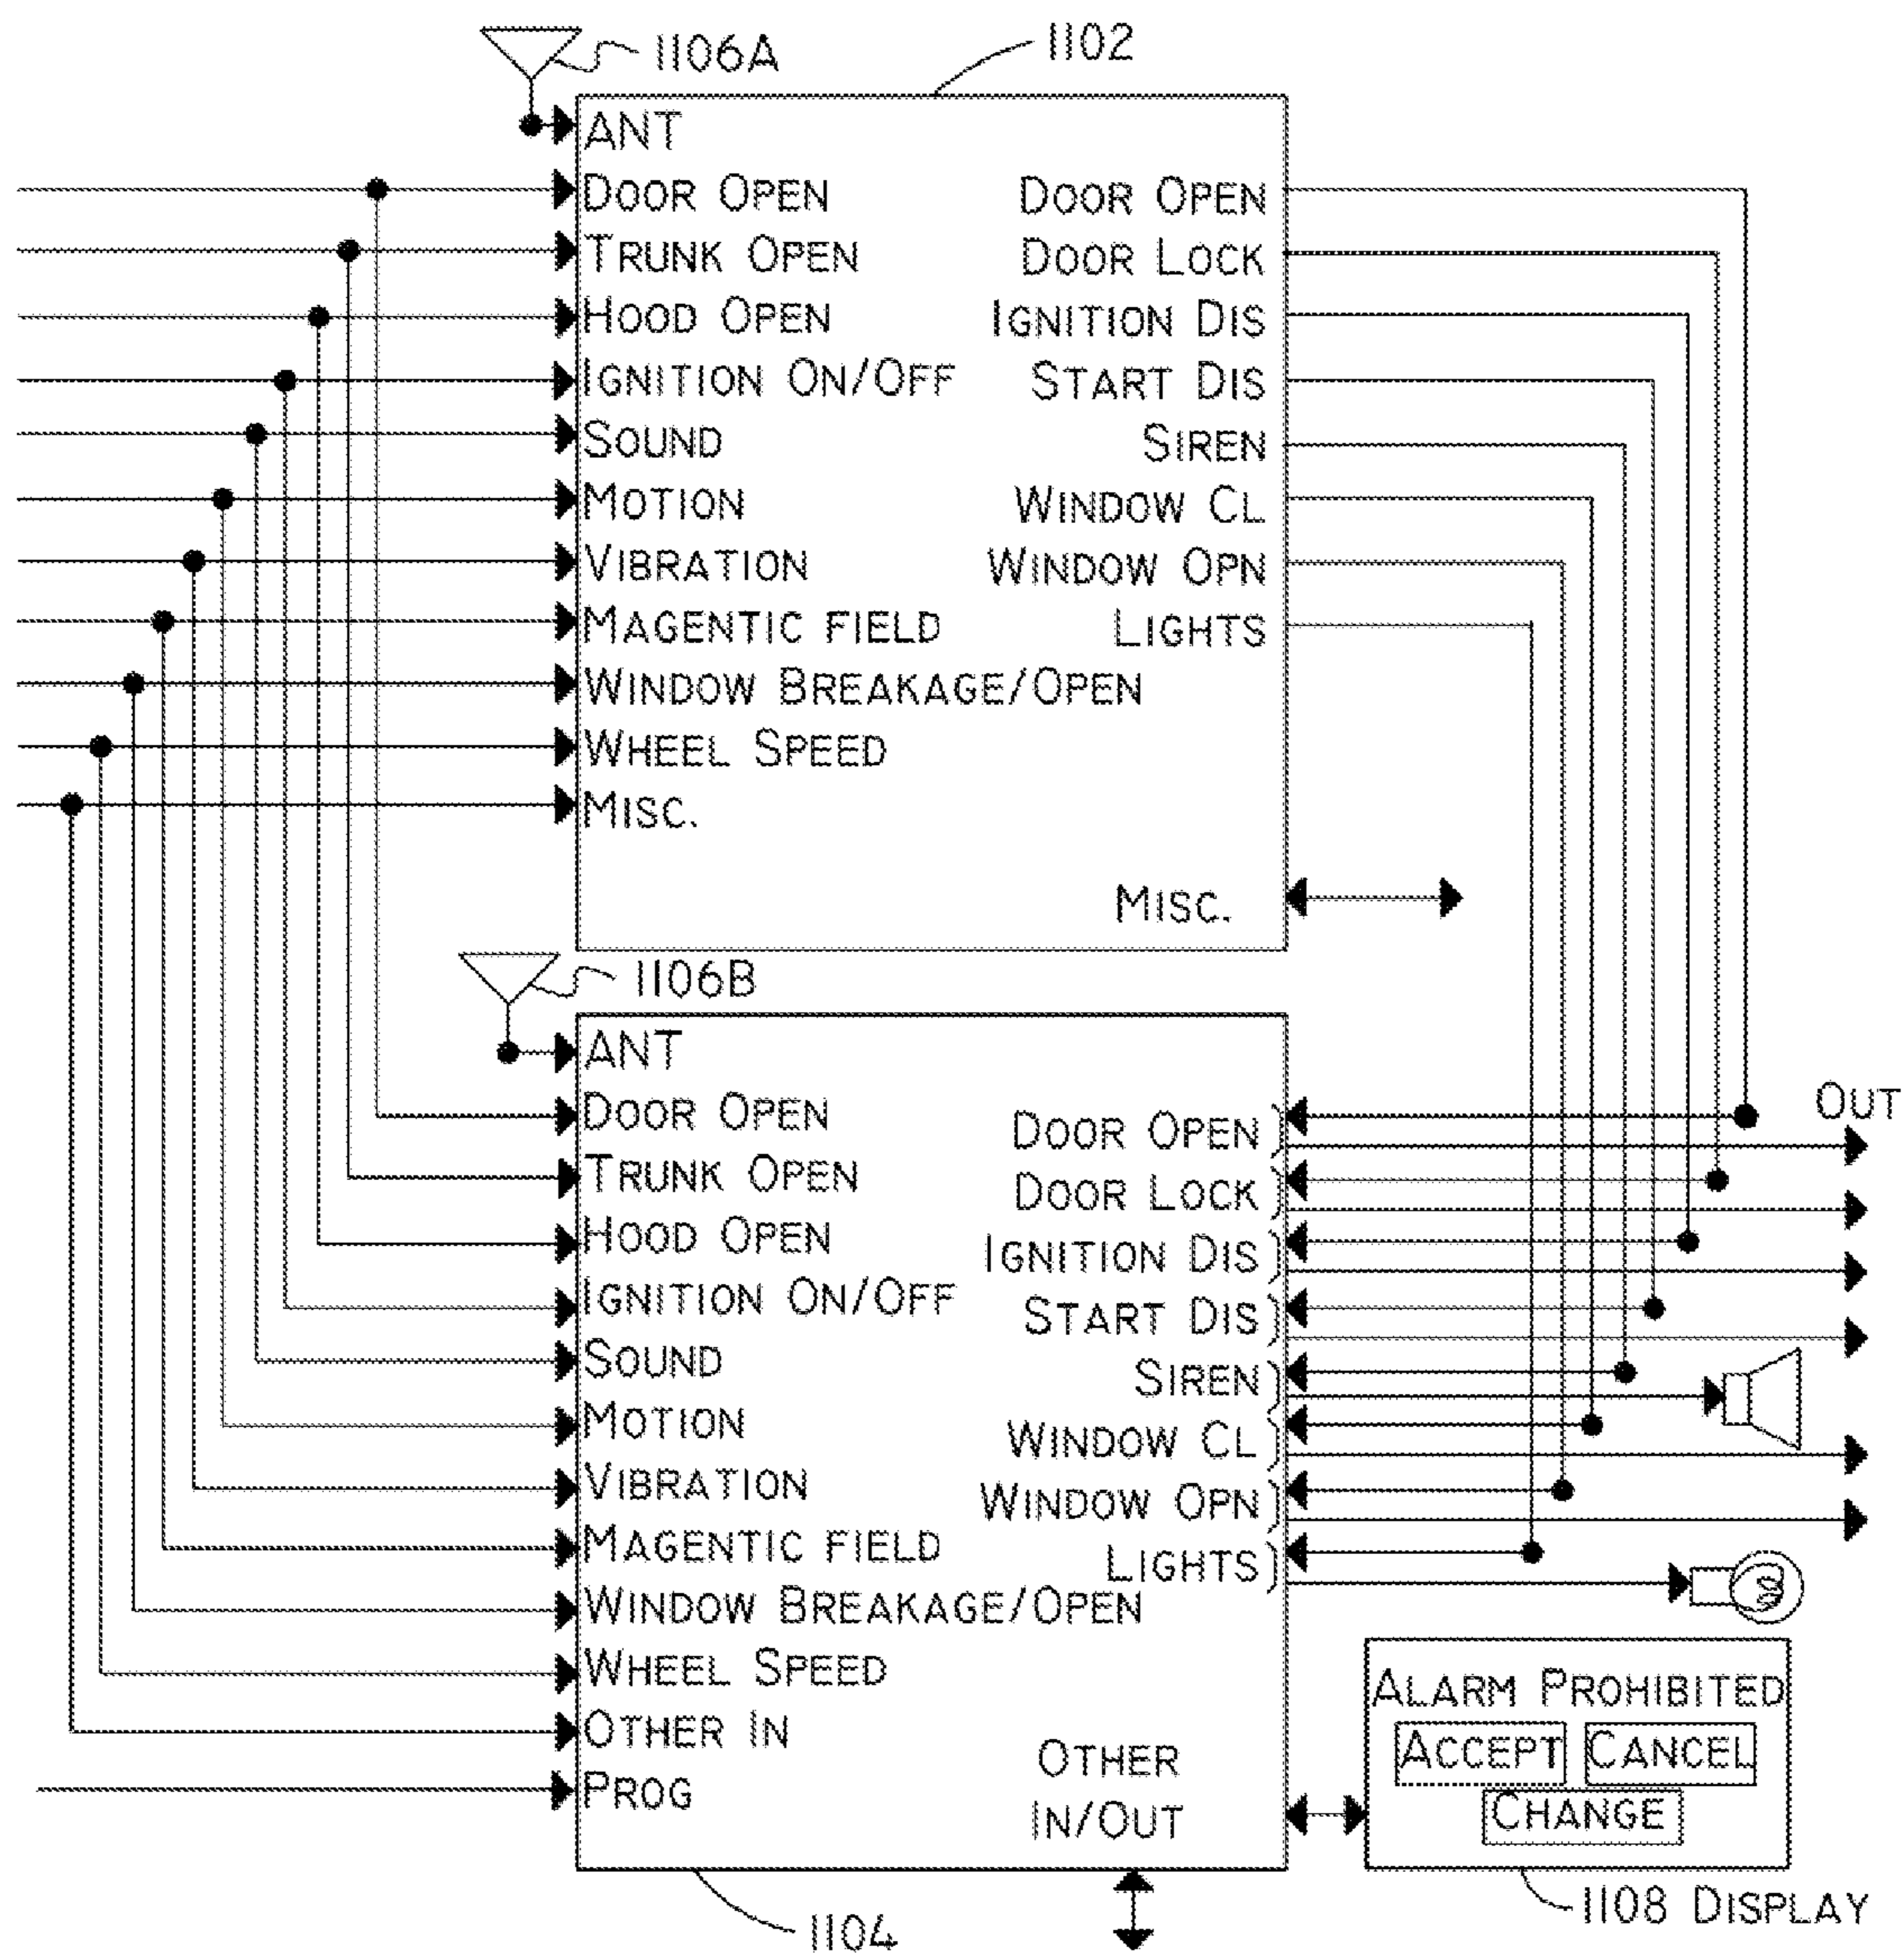 1106A
1102
ANT
DOOR OPEN
TRUNK OPEN
HOOD OPEN
IGNITION ON/OFF
SOUND
MOTION
VIBRATION
MAGENTIC FIELD
WINDOW BREAKAGE/OPEN
WHEEL SPEED
MISC.
DOOR OPEN
DOOR LOCK
IGNITION DIS
START DIS
SIREN
WINDOW CL
WINDOW OPN
LIGHTS
MISC.
1106B
ANT
DOOR OPEN
TRUNK OPEN
HOOD OPEN
IGNITION ON/OFF
SOUND
MOTION
VIBRATION
MAGENTIC FIELD
WINDOW BREAKAGE/OPEN
WHEEL SPEED
OTHER IN
PROG
DOOR OPEN)
DOOR LOCK)
IGNITION DIS)
START DIS)
SIREN)
WINDOW CL)
WINDOW OPN)
LIGHTS)
OTHER
IN/OUT
OUT
ALARM PROHIBITED
ACCEPT CANCEL
CHANGE
1108 DISPLAY
1104